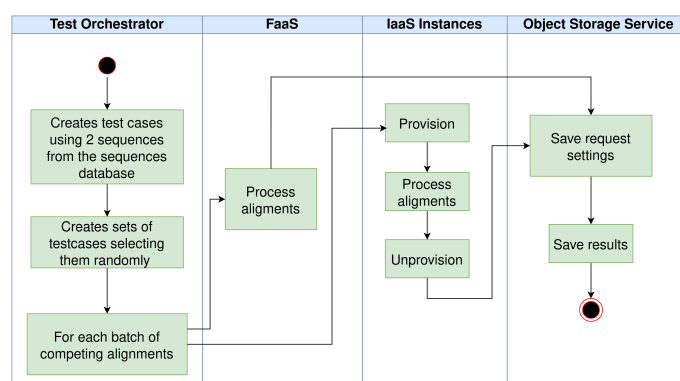 Test Orchestrator
FaaS
IaaS Instances
Object Storage Service
Creates test cases
using 2 sequences
from the sequences
database
Creates sets of
testcases selecting
them randomly
For each batch of
competing alignments
Process
aligments
Provision
Process
aligments
Unprovision
Save request
settings
Save results